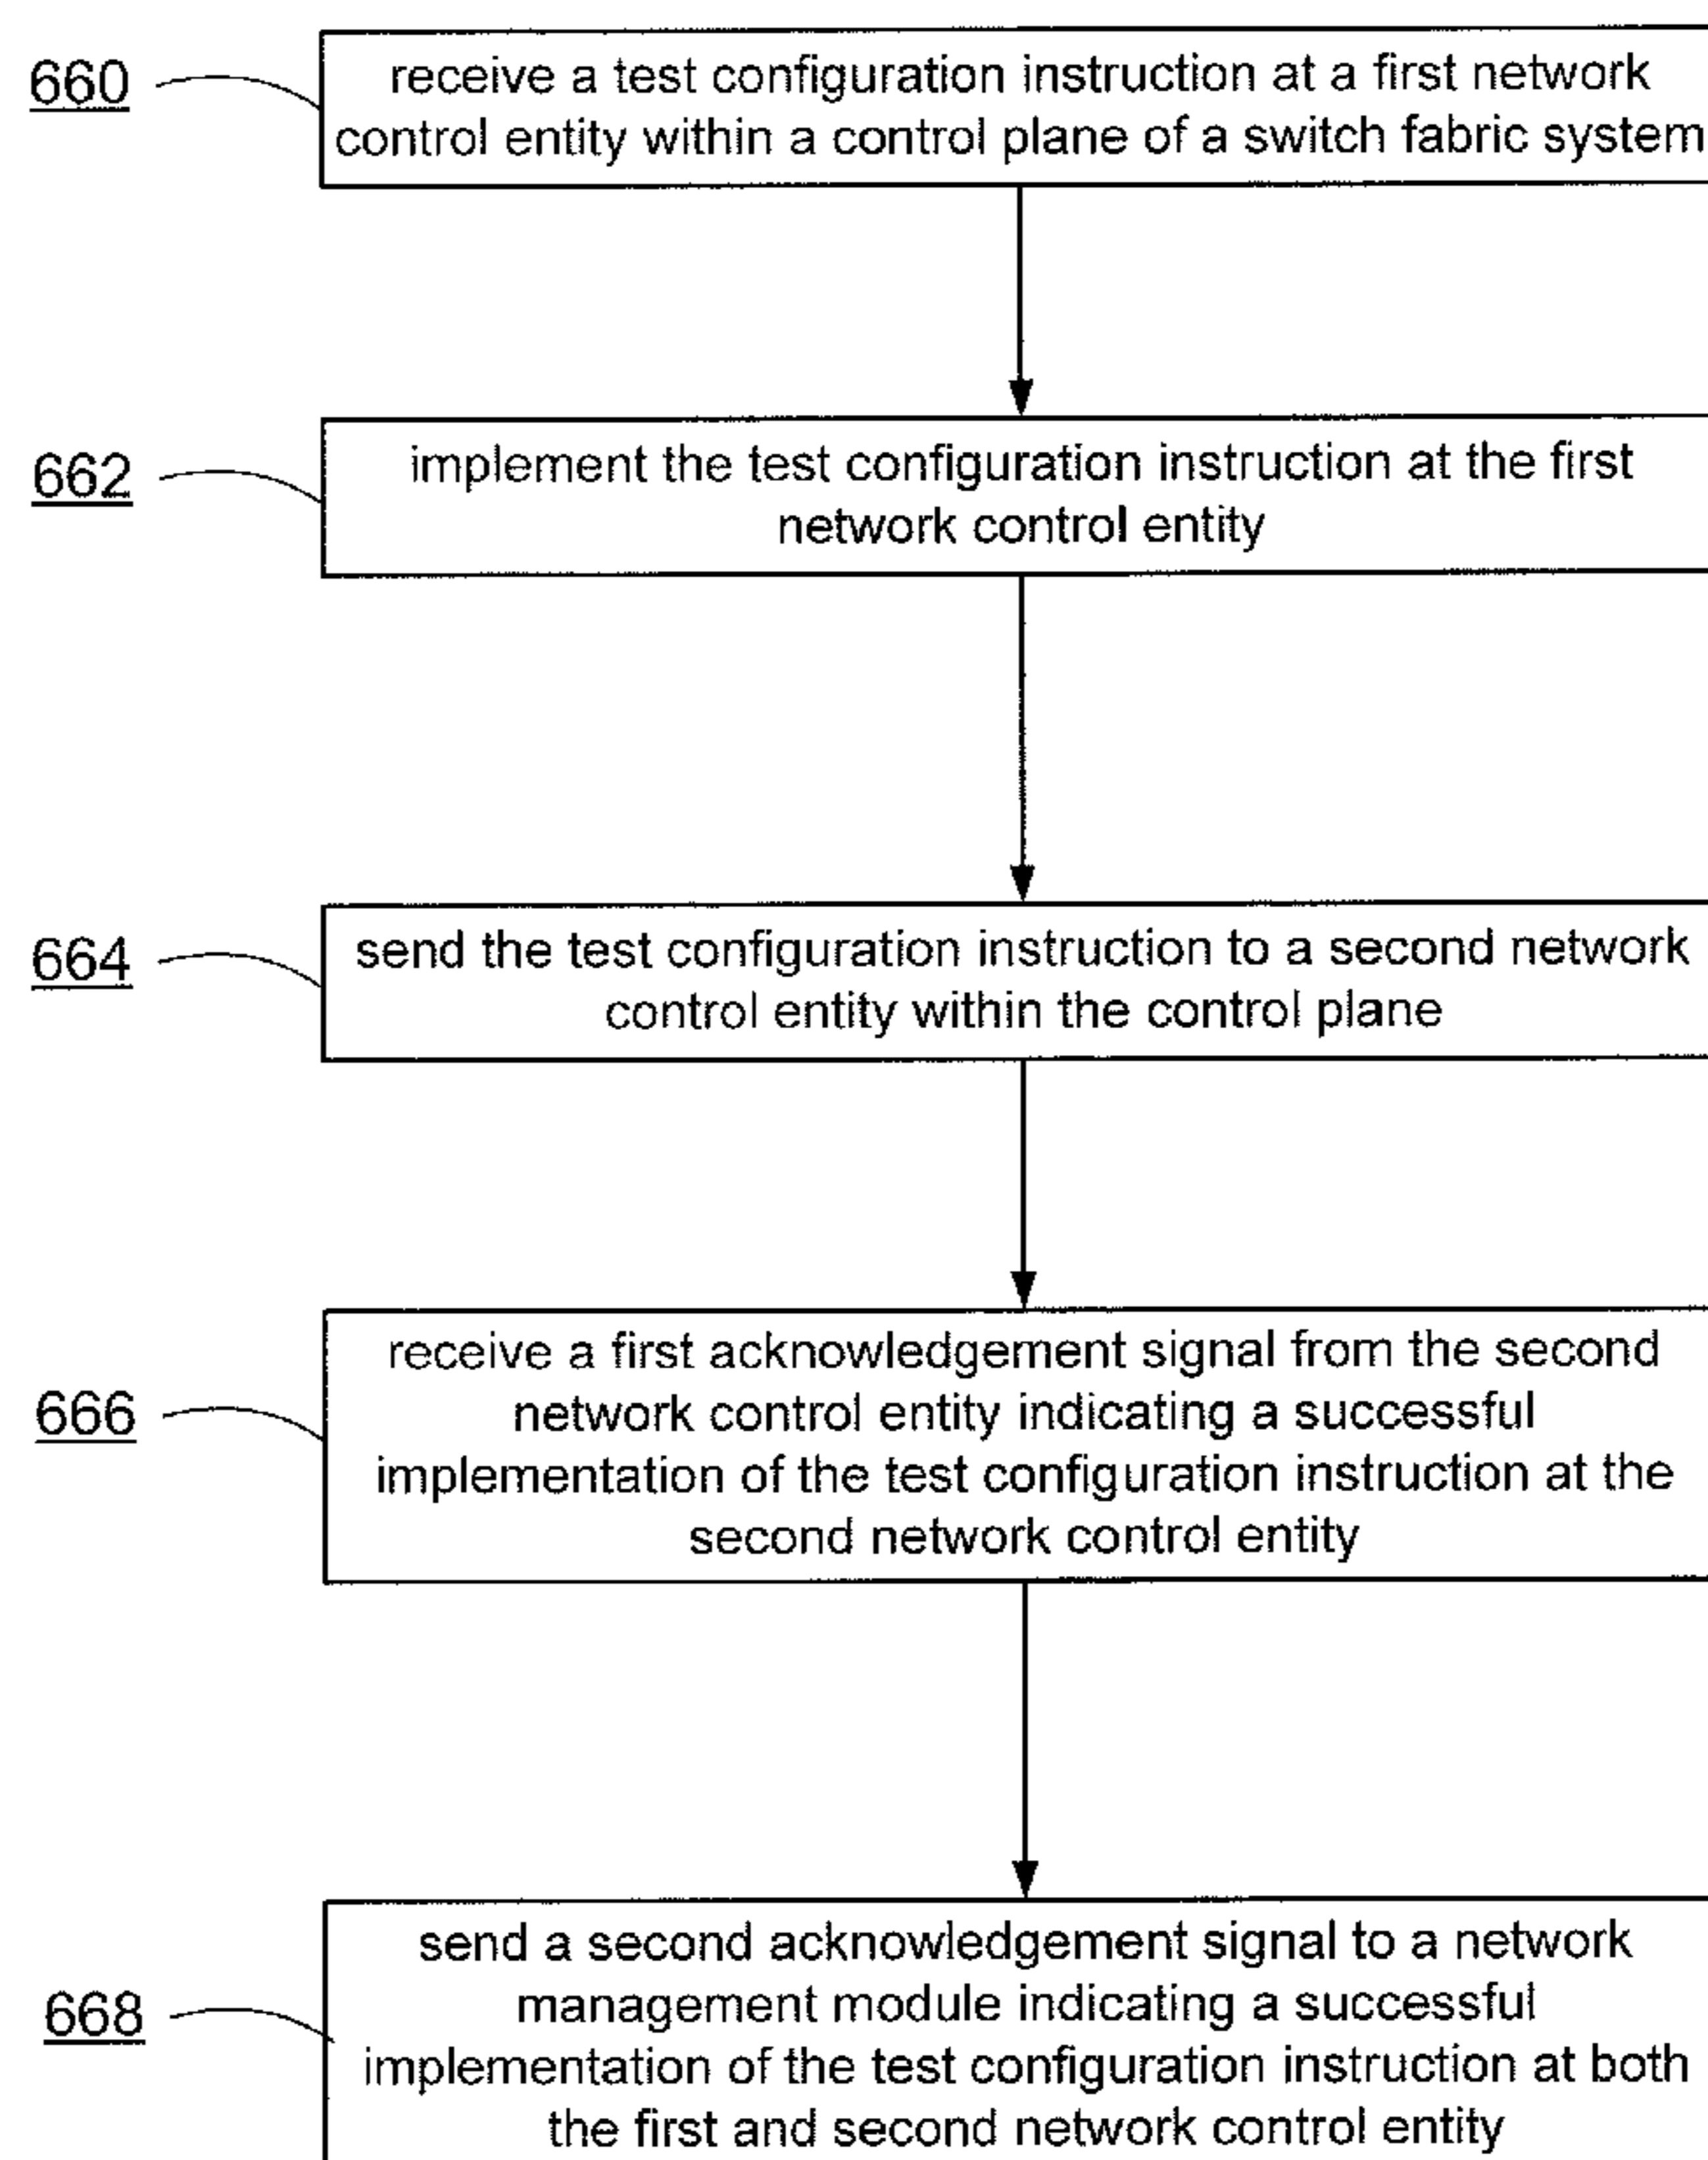 660
receive a test configuration instruction at a first network
control entity within a control plane of a switch fabric system
662
implement the test configuration instruction at the first
network control entity
664
send the test configuration instruction to a second network
control entity within the control plane
666
receive a first acknowledgement signal from the second
network control entity indicating a successful
implementation of the test configuration instruction at the
second network control entity
668
send a second acknowledgement signal to a network
management module indicating a successful
implementation of the test configuration instruction at both
the first and second network control entity